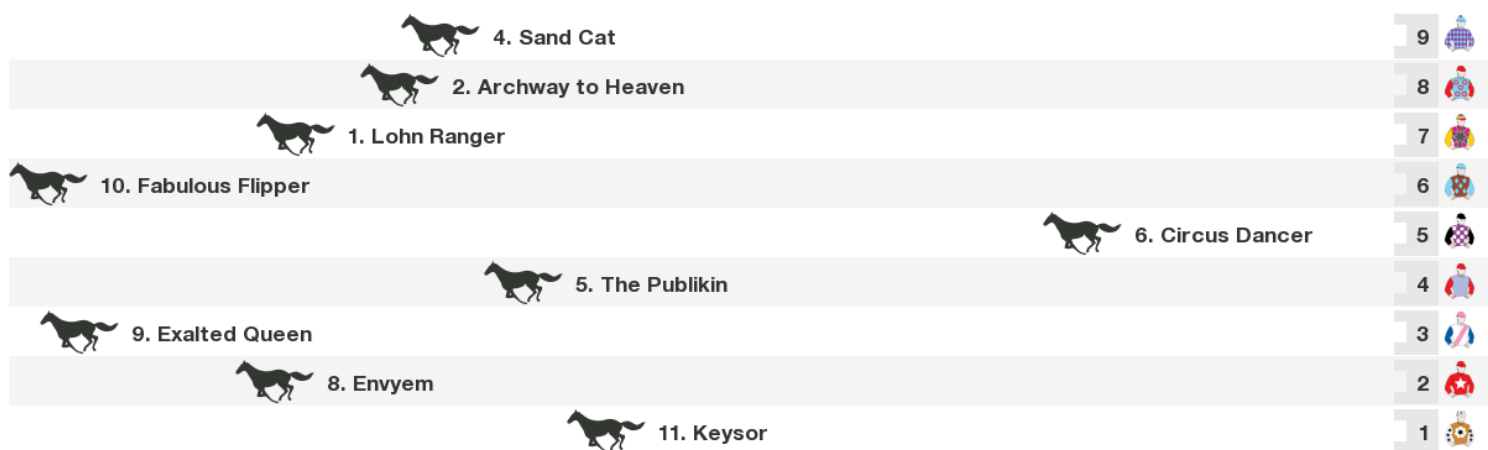 4. Sand Cat 9
2. Archway to Heaven 8
1. Lohn Ranger 7
10. Fabulous Flipper 6
6. Circus Dancer 5
5. The Publikin 4
9. Exalted Queen 3
8. Envyem 2
11. Keysor 1